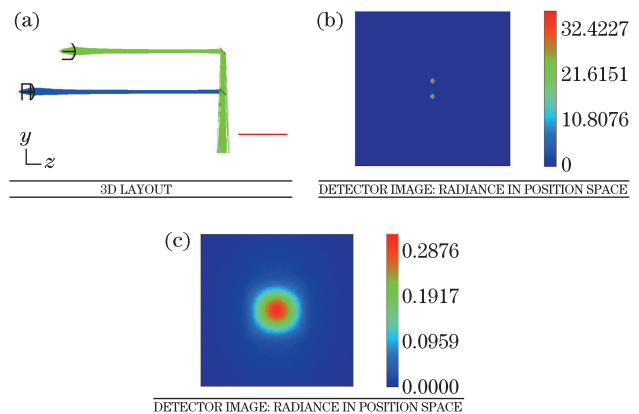 (a)
y
z
3D LAYOUT
(b)
32.4227
21.6151
10.8076
0
DETECTOR IMAGE: RADIANCE IN POSITION SPACE
(c)
0.2876
0.1917
0.0959
0.0000
DETECTOR IMAGE: RADIANCE IN POSITION SPACE